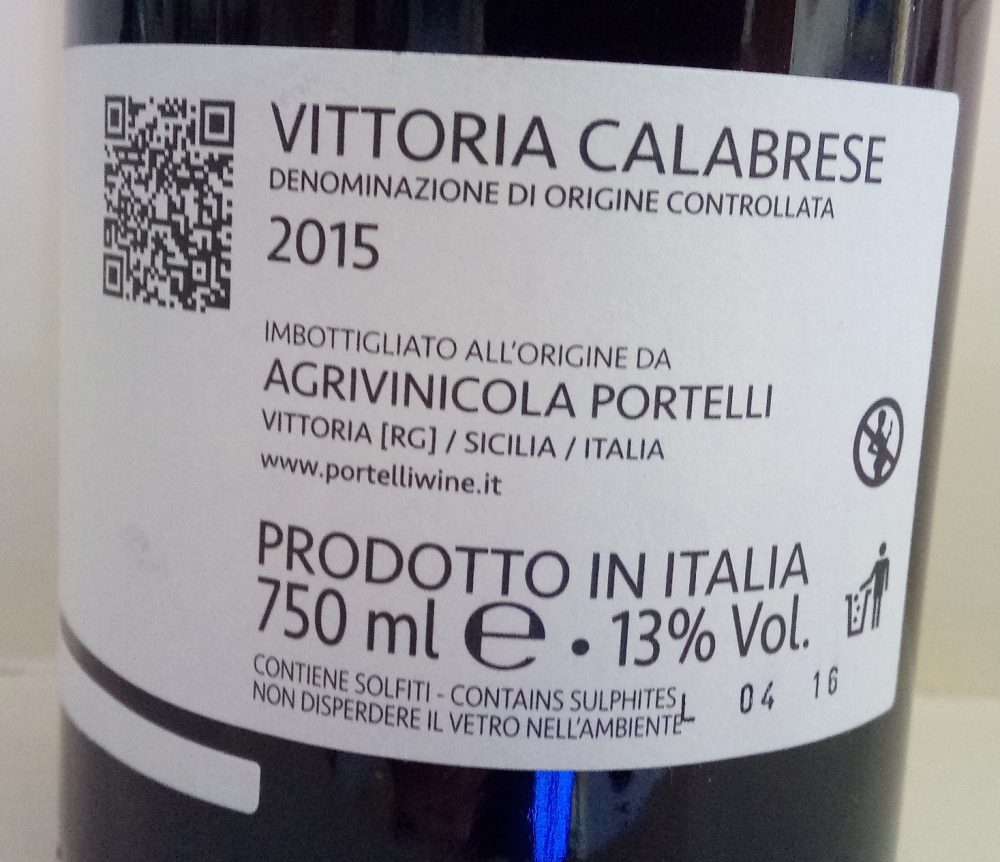 VITTORIA CALABRESE
DENOMINAZIONE DI ORIGINE CONTROLLATA
2015
IMBOTTIGLIATO ALL'ORIGINE DA
AGRIVINICOLA PORTELLI
VITTORIA [RG] / SICILIA / ITALIA
www.portelliwine.it
PRODOTTO IN ITALIA
750 ml e • 13% Vol.
CONTIENE SOLFITI - CONTAINS SULPHITES
NON DISPERDERE IL VETRO NELL'AMBIENTE
L 04 16